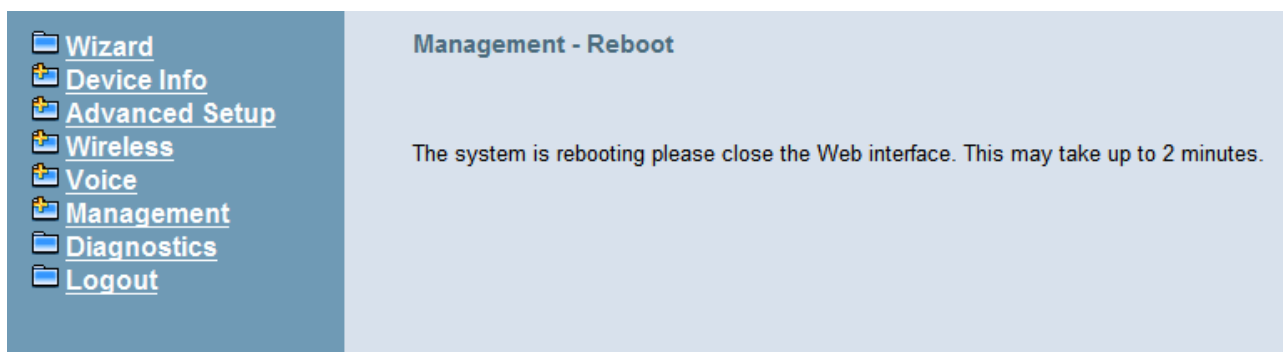 Wizard
Device Info
Advanced Setup
Wireless
Voice
Management
Diagnostics
Logout
Management - Reboot
The system is rebooting please close the Web interface. This may take up to 2 minutes.